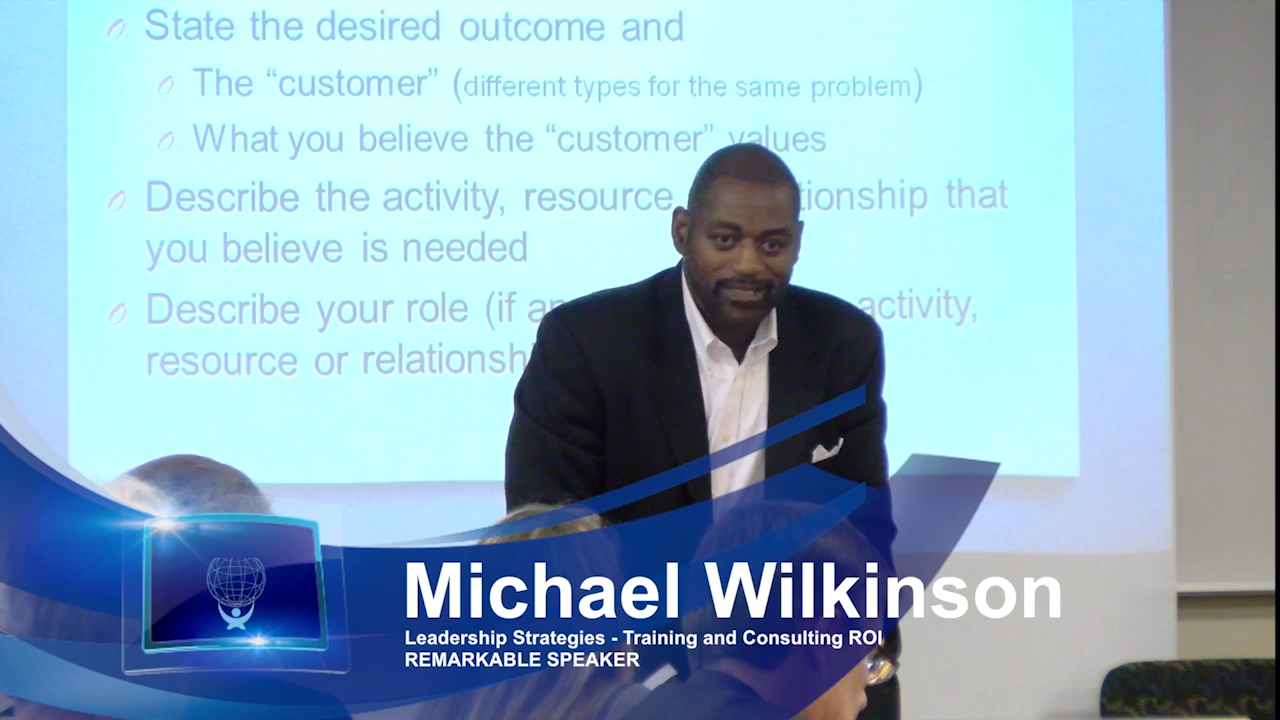 State the desired outcome and
The “customer” (different types for the same problem)
What you believe the “customer” values
Describe the activity, resource tionship that
you believe is needed
Describe your role (if activity,
resource or relationsh
Michael Wilkinson
Leadership Strategies - Training and Consulting ROI
REMARKABLE SPEAKER